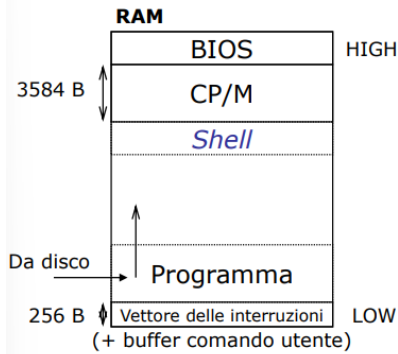 RAM
BIOS
HIGH
3584 B
CP/M
Shell
Da disco
Programma
256 B
Vettore delle interruzioni
LOW
(+ buffer comando utente)